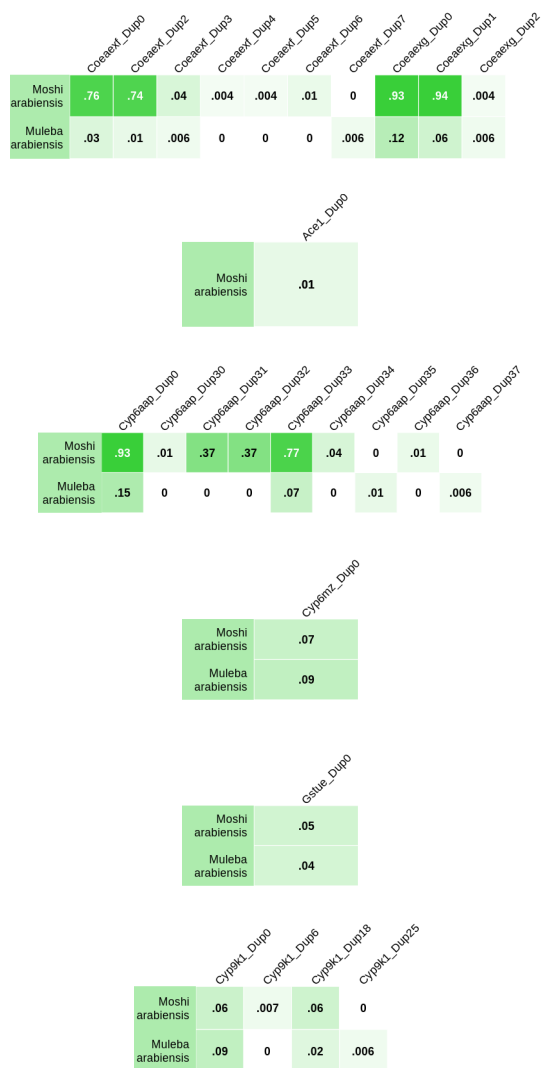 Coeaexf_Dup0 Coeaexf_Dup2 Coeaexf_Dup3 Coeaexf_Dup4 Coeaexf_Dup5 Coeaexf_Dup6 Coeaexf_Dup7 Coeaexg_Dup0 Coeaexg_Dup1 Coeaexg_Dup2
Moshi
arabiensis
.76 .74 .04 .004 .004 .01 0 .93 .94 .004
Muleba
arabiensis
.03 .01 .006 0 0 0 .006 .12 .06 .006
Ace1_Dup0
Moshi
arabiensis
.01
Cyp6aap_Dup0 Cyp6aap_Dup30 Cyp6aap_Dup31 Cyp6aap_Dup32 Cyp6aap_Dup33 Cyp6aap_Dup34 Cyp6aap_Dup35 Cyp6aap_Dup36 Cyp6aap_Dup37
Moshi
arabiensis
.93 .01 .37 .37 .77 .04 0 .01 0
Muleba
arabiensis
.15 0 0 0 .07 0 .01 0 .006
Cyp6mz_Dup0
Moshi
arabiensis
.07
Muleba
arabiensis
.09
Gstue_Dup0
Moshi
arabiensis
.05
Muleba
arabiensis
.04
Cyp9k1_Dup0 Cyp9k1_Dup6 Cyp9k1_Dup18 Cyp9k1_Dup25
Moshi
arabiensis
.06 .007 .06 0
Muleba
arabiensis
.09 0 .02 .006